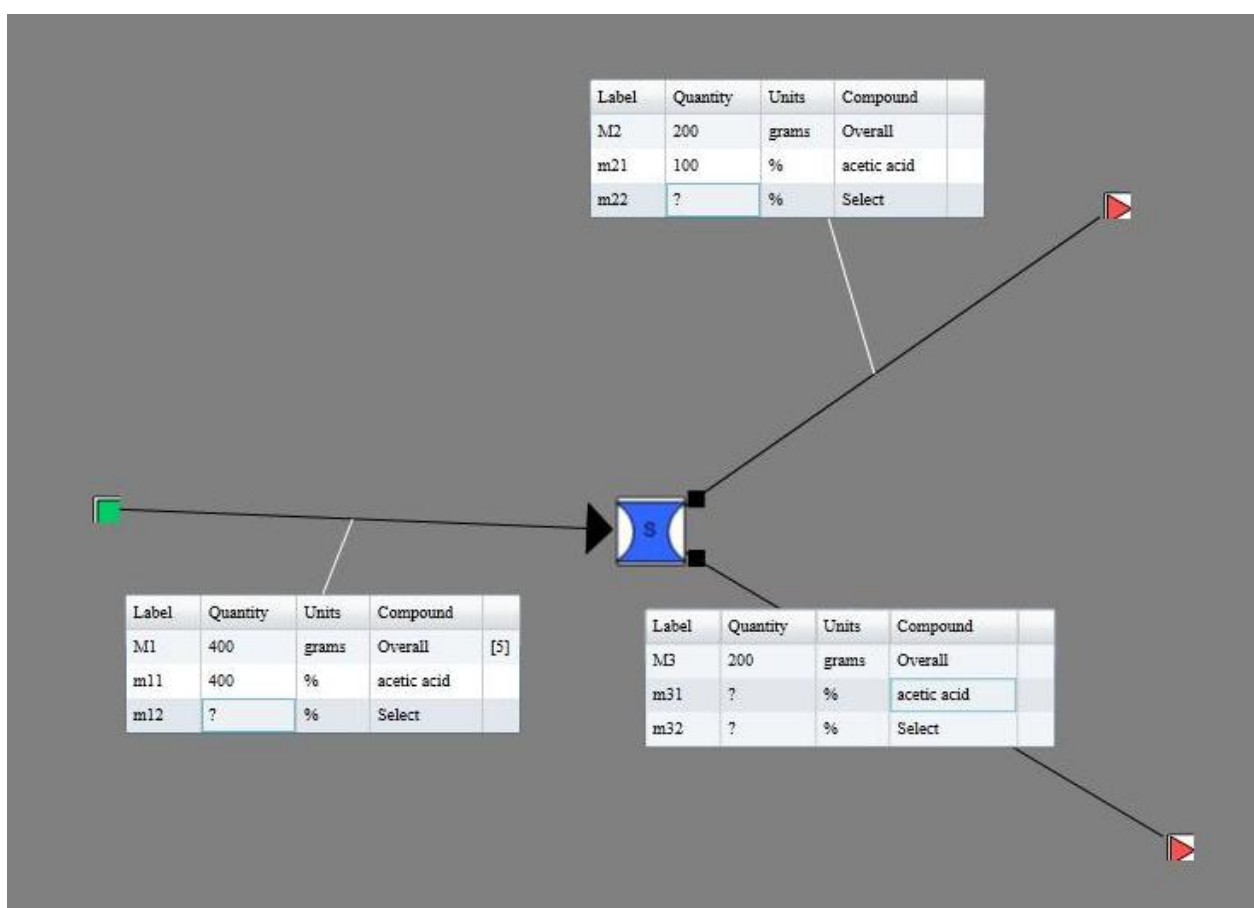 Label Quantity Units Compound
M2 200 grams Overall
m21 100 % acetic acid
m22 ? % Select
S
Label Quantity Units Compound
M1 400 grams Overall [5]
m11 400 % acetic acid
m12 ? % Select
Label Quantity Units Compound
M3 200 grams Overall
m31 ? % acetic acid
m32 ? % Select